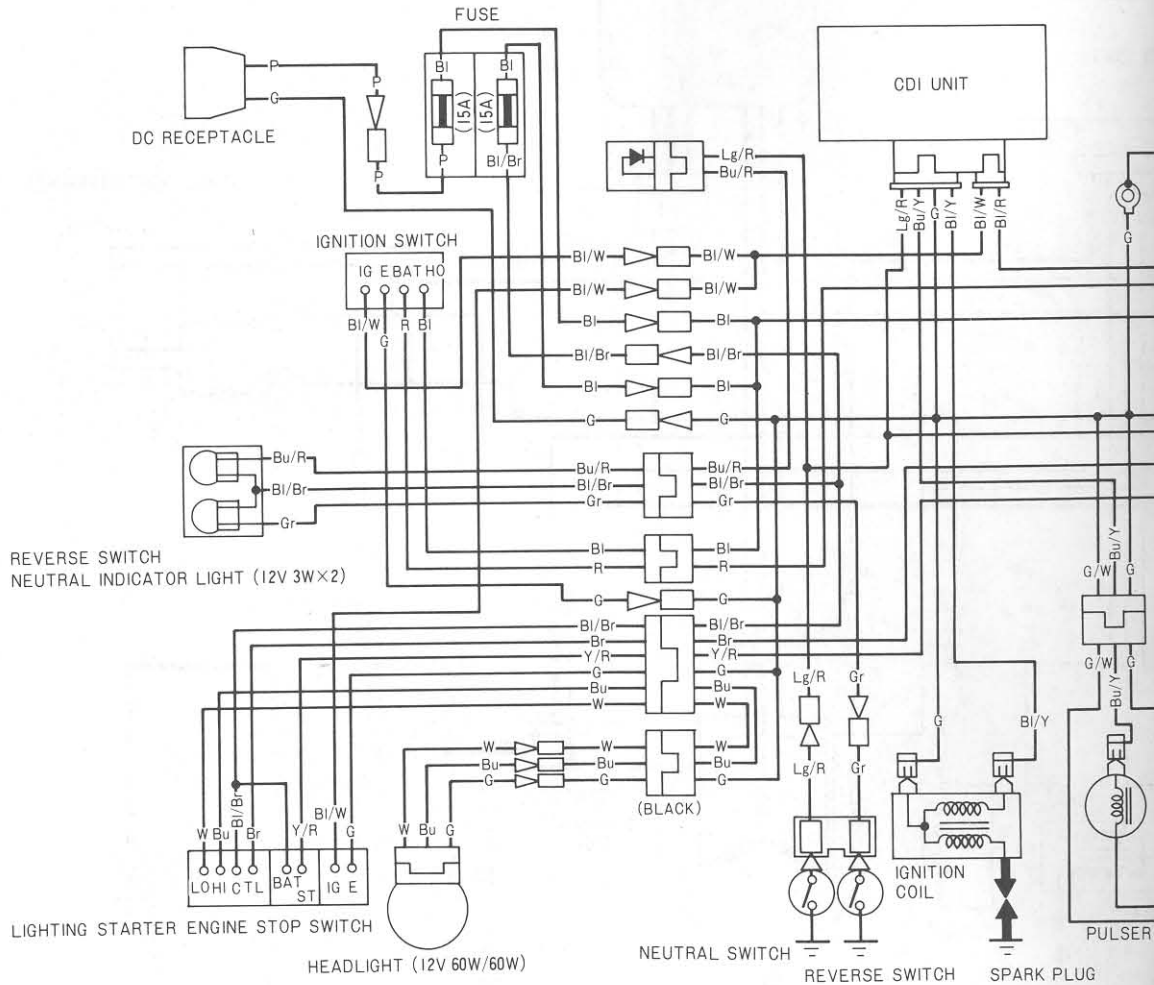 FUSE
Bl
Bl
(15A)
(15A)
P
Bl/Br
P
G
P
P
DC RECEPTACLE
CDI UNIT
Lg/R
Bu/R
Lg/R
Bu/Y
G
Bl/Y
Bl/W
Bl/R
G
IGNITION SWITCH
IG E BAT HO
Bl/W
G
R
Bl
Bl/W
Bl/W
Bl/W
Bl/W
Bl
Bl
Bl/Br
Bl/Br
Bl
Bl
G
G
Bu/R
Bl/Br
Gr
Bu/R
Bl/Br
Gr
Bu/R
Bl/Br
Gr
REVERSE SWITCH
NEUTRAL INDICATOR LIGHT (12V 3W×2)
Bl
R
Bl
R
G
G
Bl/Br
Br
Y/R
G
Bu
W
Bl/Br
Br
Y/R
G
Bu
W
G/W
Bu/Y
G
G/W
Bu/Y
G
Lg/R
Gr
Lg/R
Gr
G
Bl/Y
W
Bu
G
W
Bu
G
W
Bu
G
(BLACK)
W
Bu
Bl/Br
Br
Y/R
Bl/W
G
W
Bu
G
LO HI C TL
BAT
ST
IG E
LIGHTING STARTER ENGINE STOP SWITCH
HEADLIGHT (12V 60W/60W)
NEUTRAL SWITCH
REVERSE SWITCH
IGNITION
COIL
SPARK PLUG
PULSER